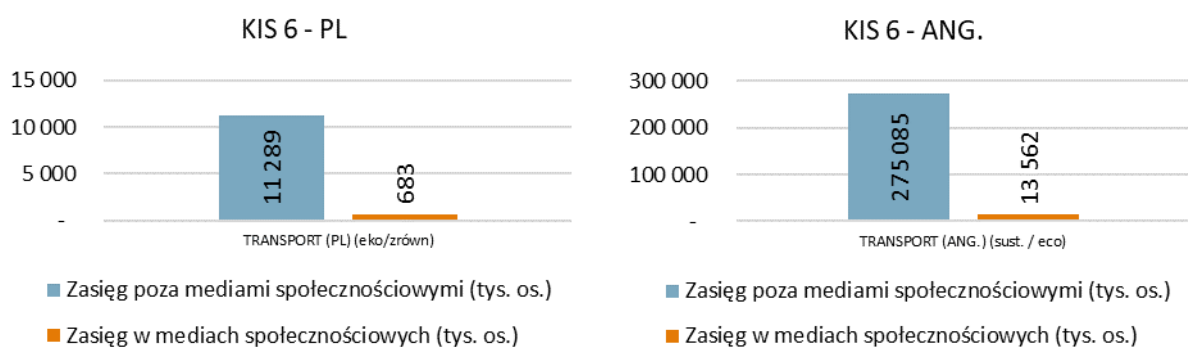 KIS 6 - PL
15 000
10 000
5 000
-
11 289
683
TRANSPORT (PL) (eko/zrówn)
Zasięg poza mediami społecznościowymi (tys. os.)
Zasięg w mediach społecznościowych (tys. os.)
KIS 6 - ANG.
300 000
200 000
100 000
-
275 085
13 562
TRANSPORT (ANG.) (sust. / eco)
Zasięg poza mediami społecznościowymi (tys. os.)
Zasięg w mediach społecznościowych (tys. os.)